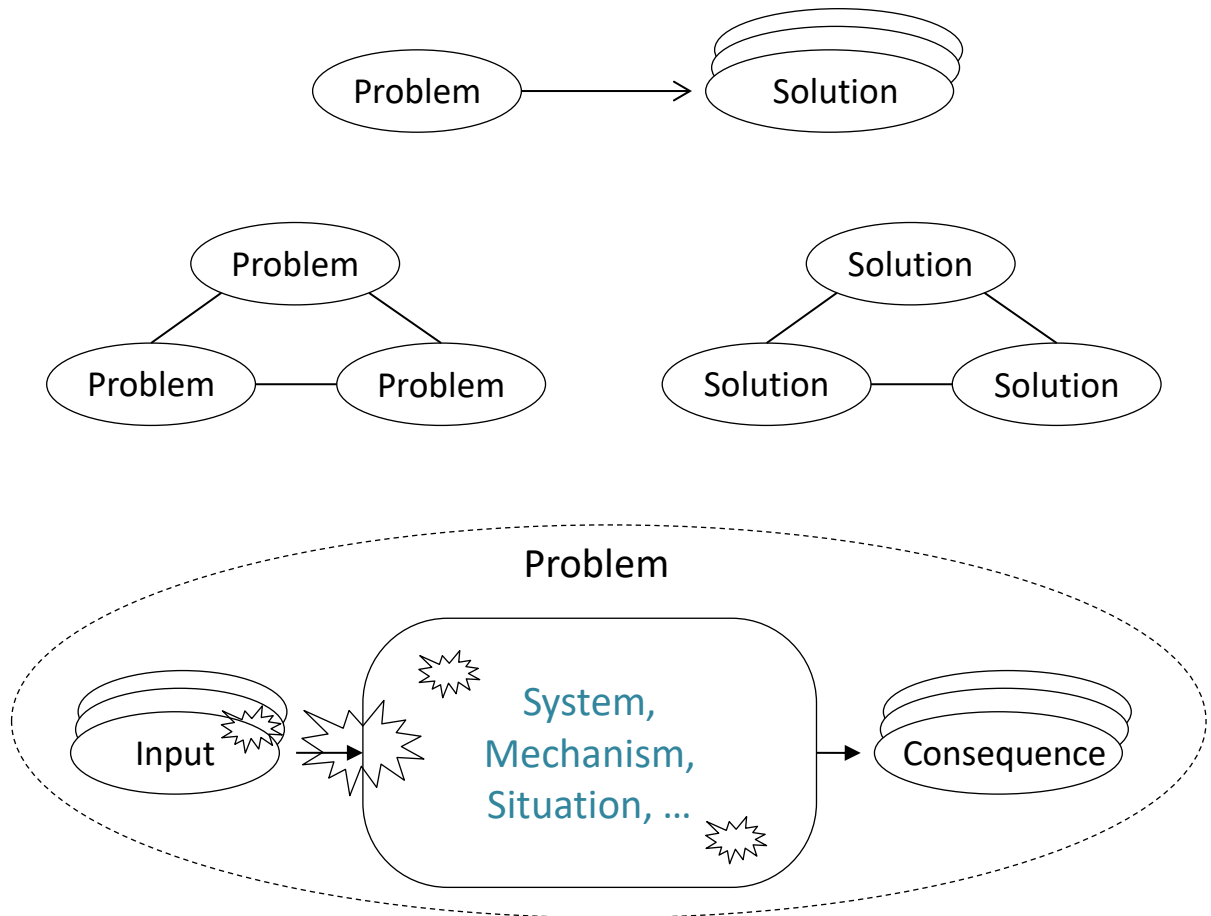 Problem
Solution
Problem
Problem
Problem
Solution
Solution
Solution
Problem
Input
System,
Mechanism,
Situation, ...
Consequence